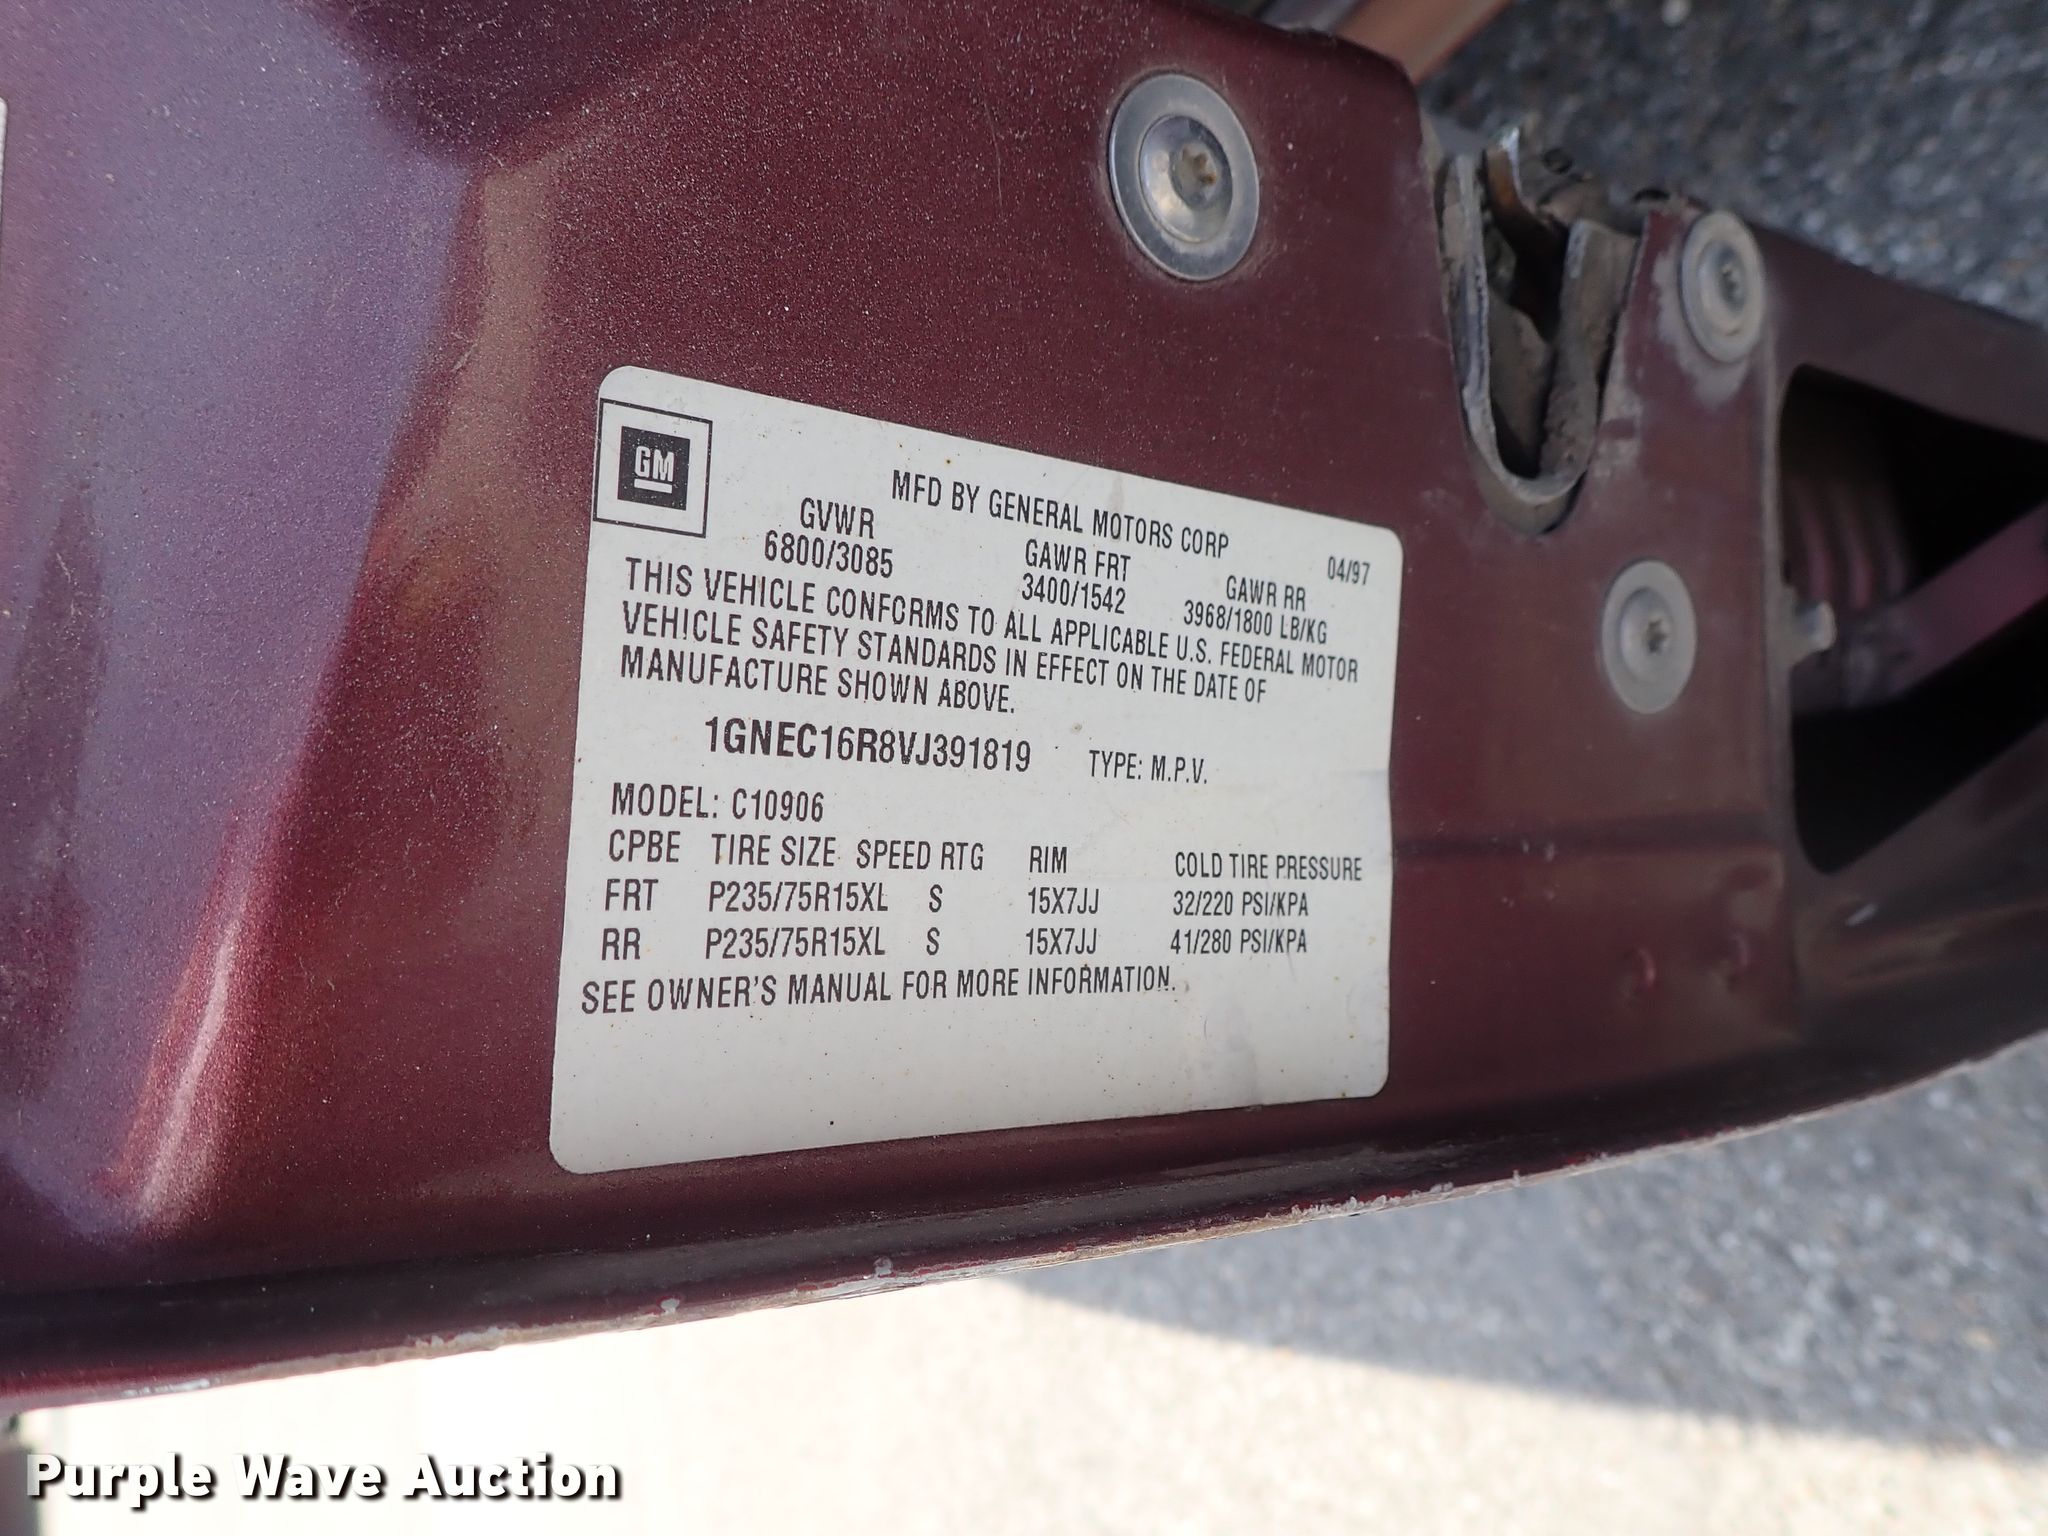 GM
MFD BY GENERAL MOTORS CORP 04/97
GVWR GAWR FRT GAWR RR
6800/3085 3400/1542 3968/1800 LB/KG
THIS VEHICLE CONFORMS TO ALL APPLICABLE U.S. FEDERAL MOTOR
VEHICLE SAFETY STANDARDS IN EFFECT ON THE DATE OF
MANUFACTURE SHOWN ABOVE.
1GNEC16R8VJ391819 TYPE: M.P.V.
MODEL: C10906
CPBE TIRE SIZE SPEED RTG RIM COLD TIRE PRESSURE
FRT P235/75R15XL S 15X7JJ 32/220 PSI/KPA
RR P235/75R15XL S 15X7JJ 41/280 PSI/KPA
SEE OWNER'S MANUAL FOR MORE INFORMATION.
Purple Wave Auction